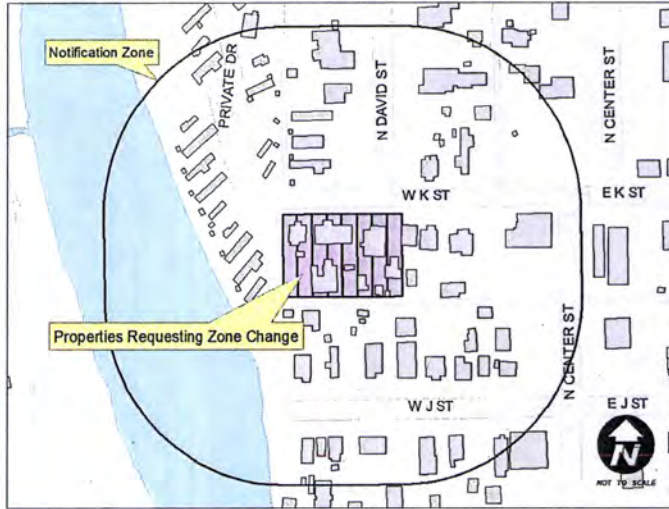 Notification Zone
PRIVATE DR
N DAVID ST
N CENTER ST
W K ST
E K ST
Properties Requesting Zone Change
N CENTER ST
W J ST
E J ST
N
NOT TO SCALE